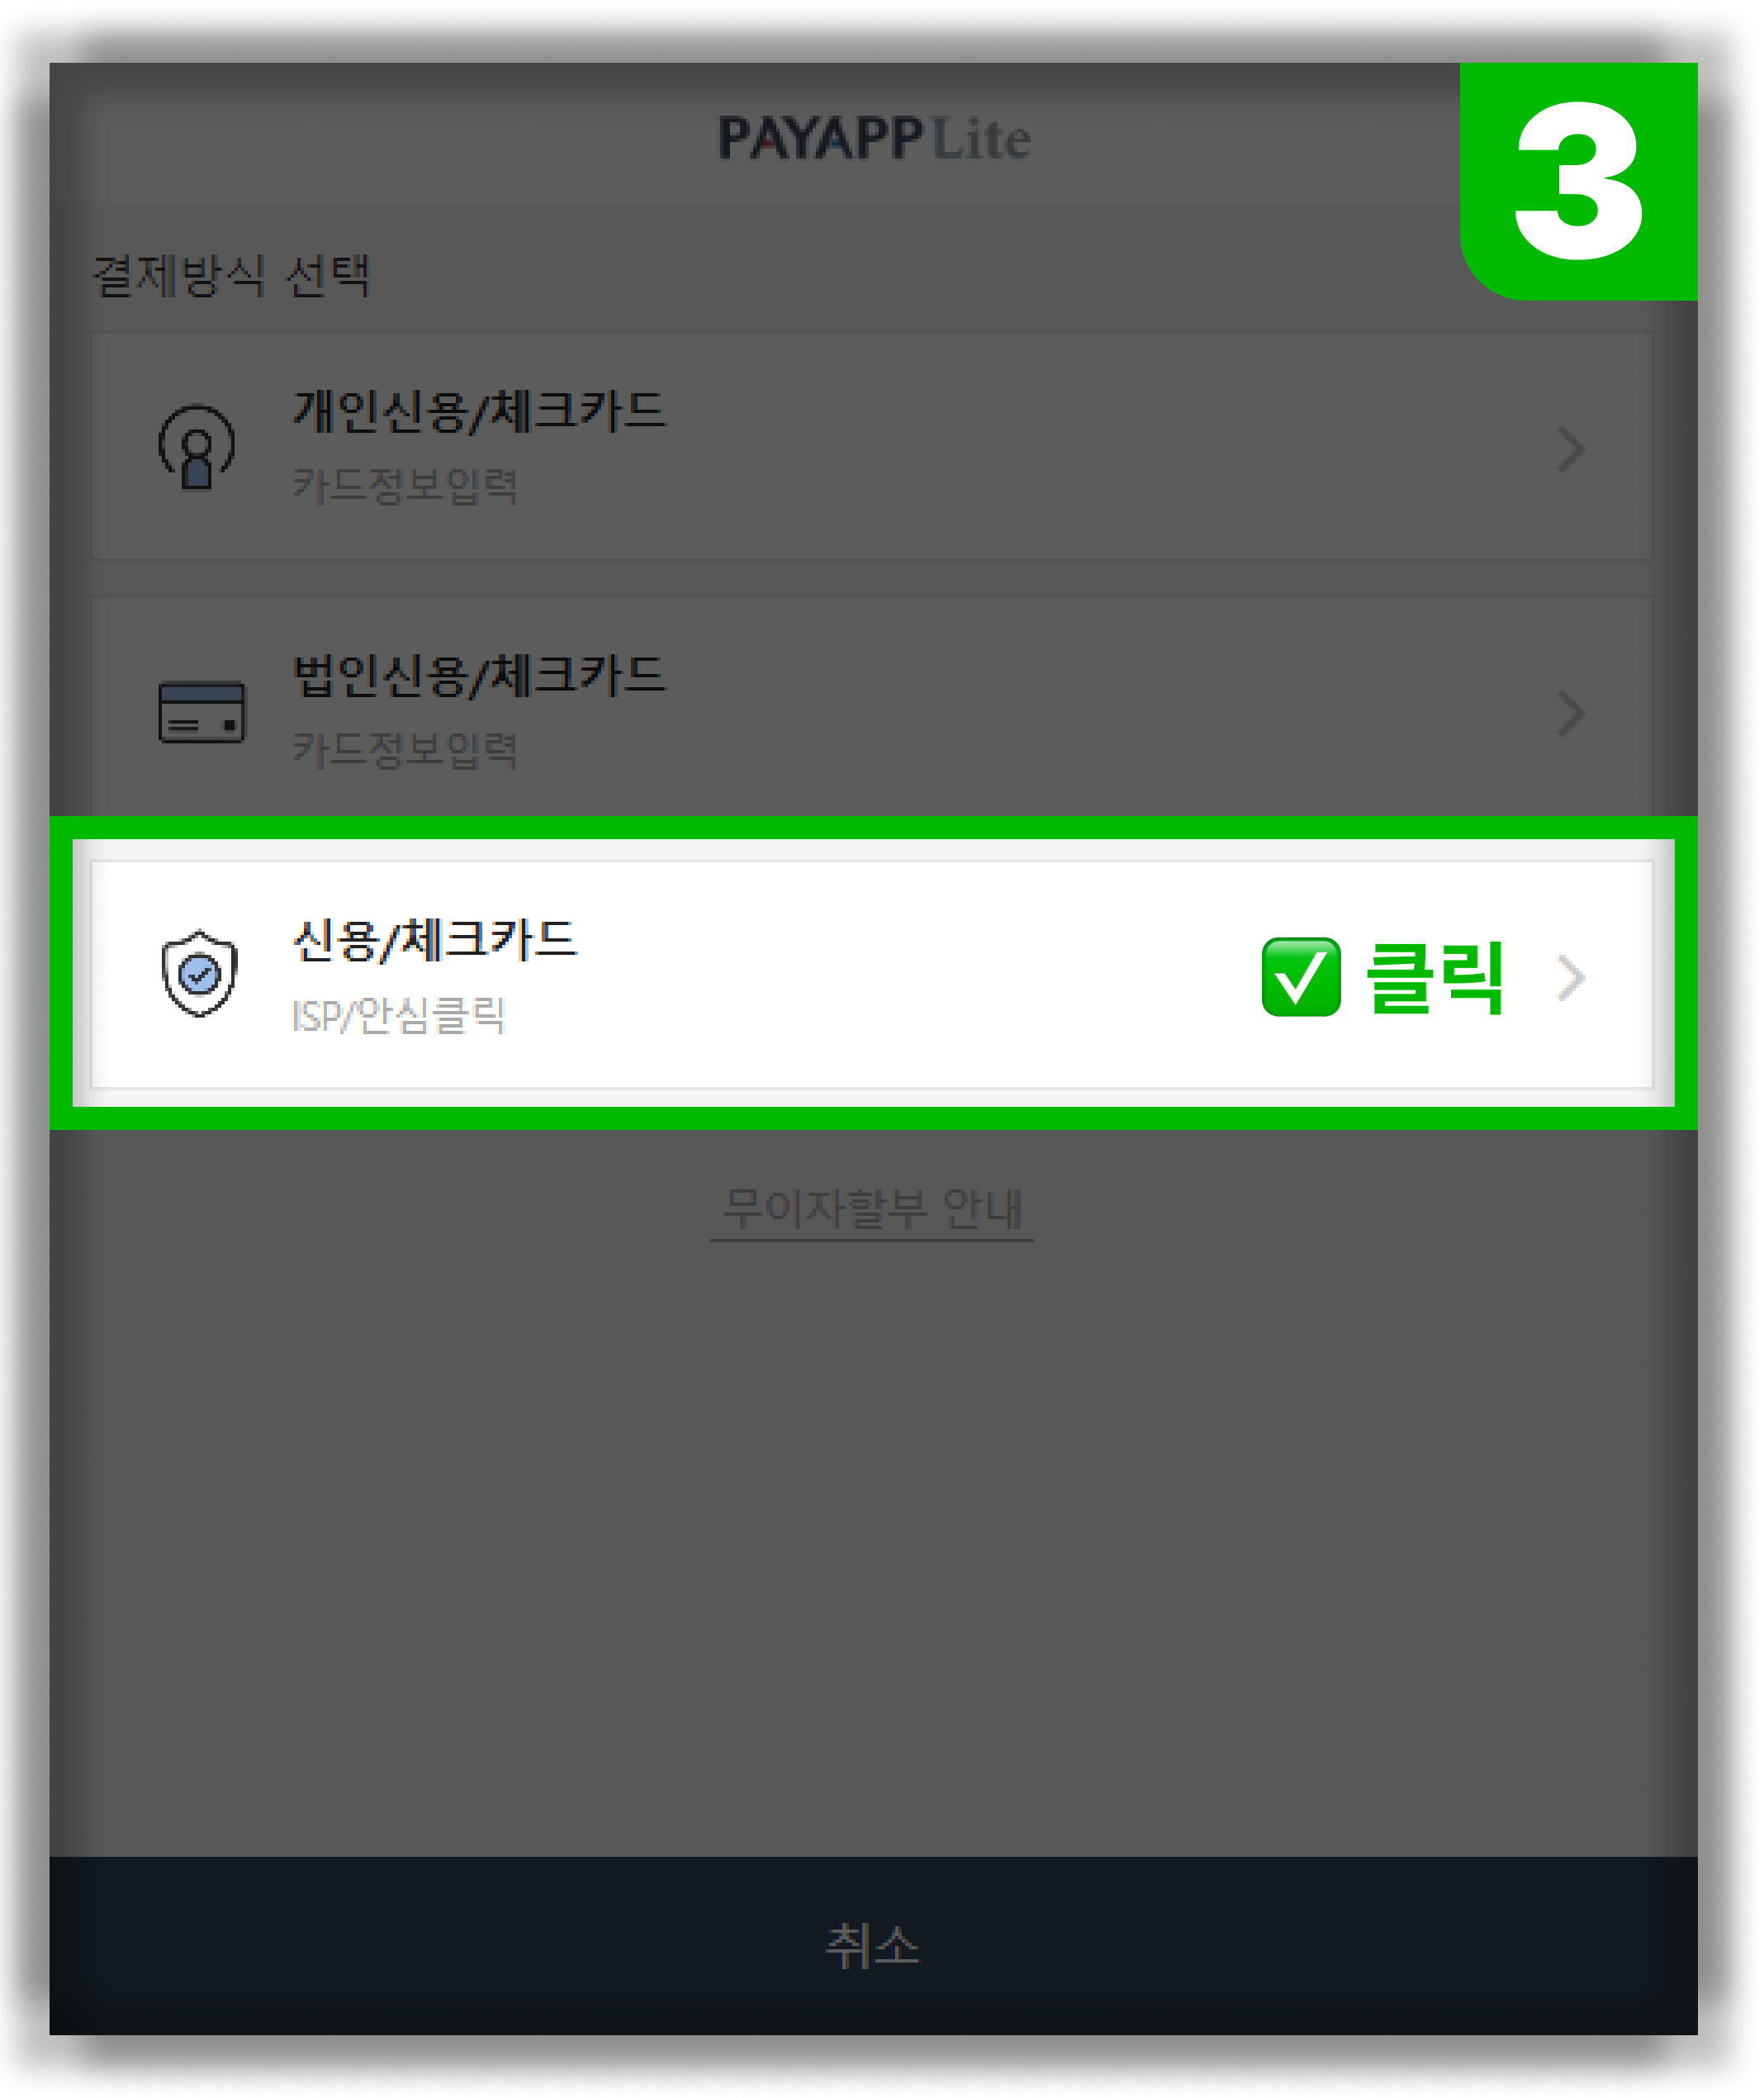 PAYAPP Lite
3
결제방식 선택
개인신용/체크카드
카드정보입력
법인신용/체크카드
카드정보입력
신용/체크카드
ISP/안심클릭
✅ 클릭
무이자할부 안내
취소